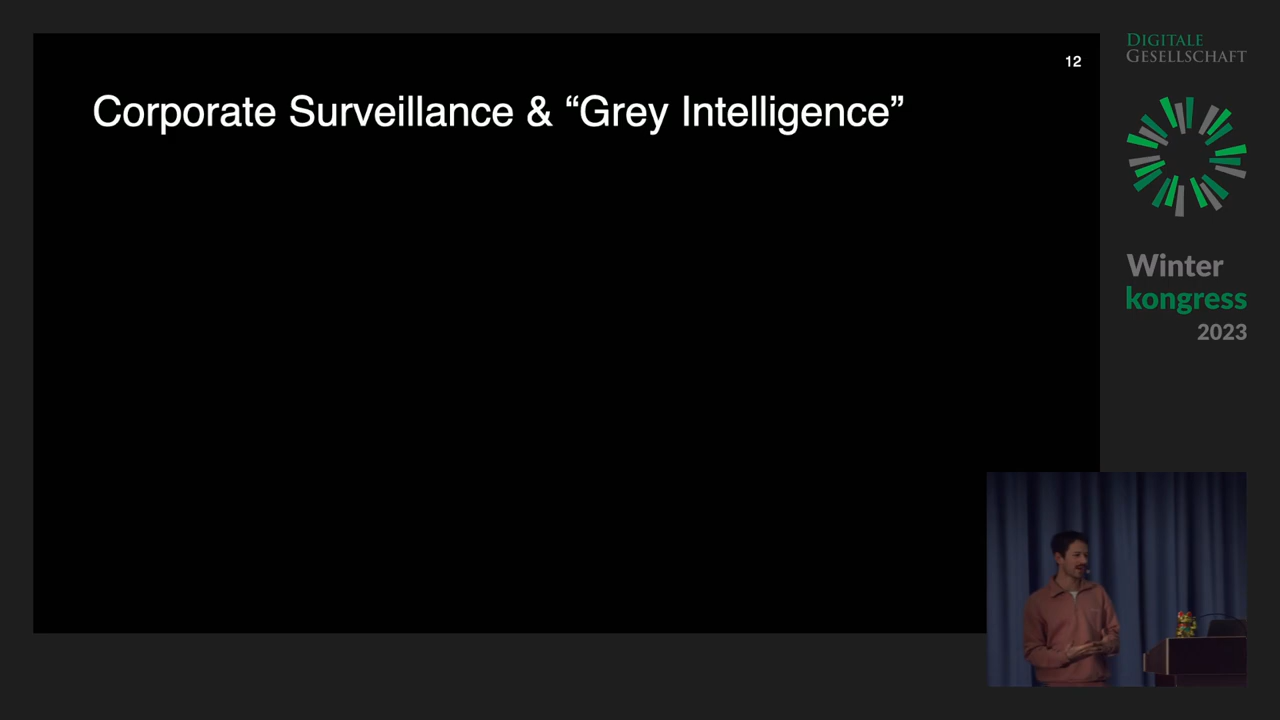 12
Corporate Surveillance & “Grey Intelligence”
DIGITALE
GESELLSCHAFT
Winter
kongress
2023